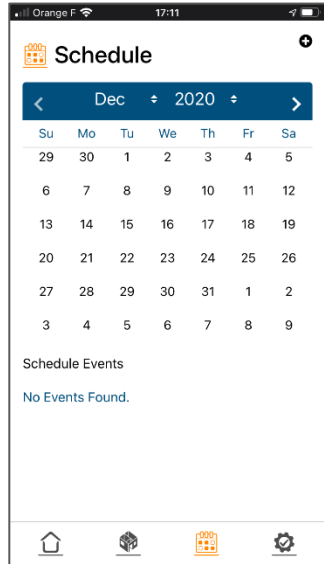 Orange F 17:11
Schedule
Dec 2020
Su Mo Tu We Th Fr Sa
29 30 1 2 3 4 5
6 7 8 9 10 11 12
13 14 15 16 17 18 19
20 21 22 23 24 25 26
27 28 29 30 31 1 2
3 4 5 6 7 8 9
Schedule Events
No Events Found.